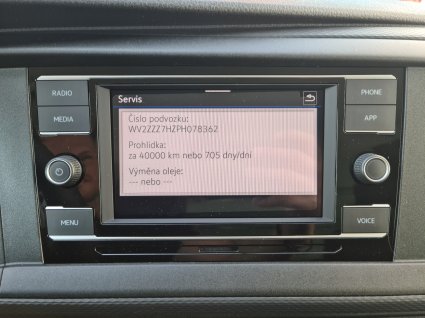 RADIO
MEDIA
MENU
Servis
Číslo podvozku:
WV2ZZZ7HZPH078362
Prohlídka:
za 40000 km nebo 705 dny/dní
Výměna oleje:
--- nebo ---
PHONE
APP
VOICE